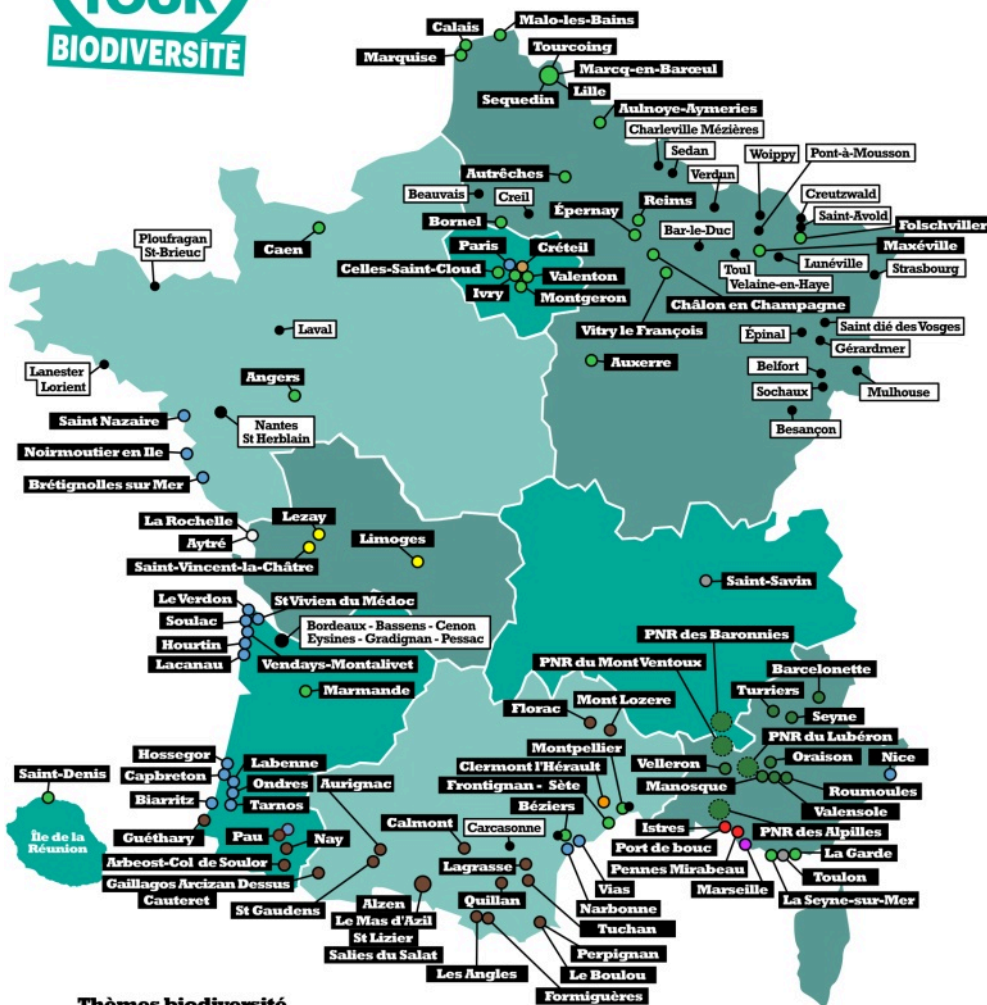 TOUR
BIODIVERSITÉ
Calais
Malo-les-Bains
Marquise
Tourcoing
Marcq-en-Barœul
Sequedin
Lille
Aulnoye-Aymeries
Charleville Mézières
Sedan
Woippy
Pont-à-Mousson
Autrêches
Verdun
Beauvais
Creil
Creutzwald
Reims
Saint-Avold
Bornel
Épernay
Folschviller
Caen
Bar-le-Duc
Ploufragan
St-Brieuc
Paris
Créteil
Maxéville
Celles-Saint-Cloud
Valenton
Toul
Velaine-en-Haye
Lunéville
Strasbourg
Ivry
Montgeron
Châlon en Champagne
Laval
Vitry le François
Épinal
Saint dié des Vosges
Gérardmer
Lanester
Lorient
Angers
Auxerre
Belfort
Sochaux
Mulhouse
Saint Nazaire
Nantes
St Herblain
Besançon
Noirmoutier en Ile
Brétignolles sur Mer
La Rochelle
Aytré
Lezay
Limoges
Saint-Vincent-la-Châtre
Saint-Savin
Le Verdon
St Vivien du Médoc
Soulac
Bordeaux - Bassens - Cenon
Eysines - Gradignan - Pessac
Hourtin
Lacanau
Vendays-Montalivet
PNR des Baronnies
PNR du Mont Ventoux
Barcelonette
Marmande
Turriers
Florac
Mont Lozere
Seyne
PNR du Lubéron
Hossegor
Labenne
Montpellier
Oraison
Nice
Saint-Denis
Capbreton
Ondres
Aurignac
Clermont l'Hérault
Velleron
Frontignan - Sète
Manosque
Roumoules
Biarritz
Tarnos
Béziers
Valensole
Île de la
Réunion
Guéthary
Pau
Nay
Calmont
Carcasonne
Istres
PNR des Alpilles
Arbeost-Col de Soulor
Lagrasse
Port de bouc
La Garde
Gaillagos Arcizan Dessus
Cauteret
Pennes Mirabeau
Toulon
St Gaudens
Alzen
Le Mas d'Azil
St Lizier
Salies du Salat
Quillan
Vias
Marseille
La Seyne-sur-Mer
Narbonne
Tuchan
Perpignan
Les Angles
Le Boulou
Formiguères
Thèmes biodiversité